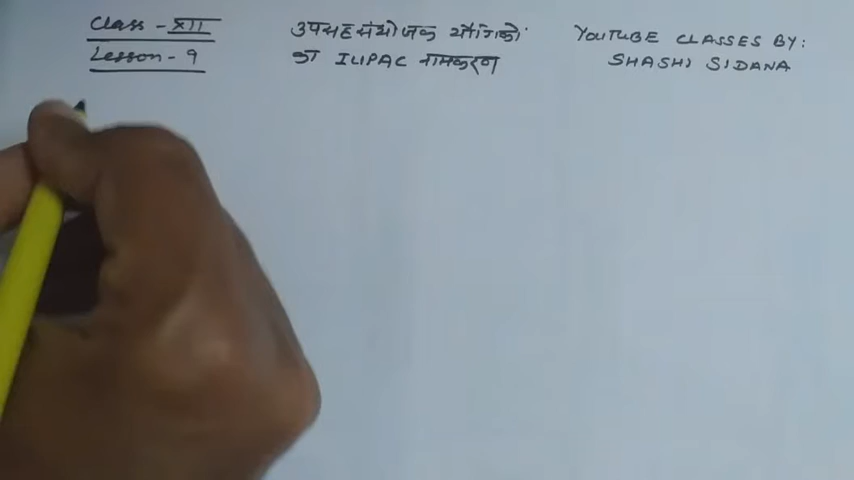 Class - XII
Lesson - 9
उपसहसंयोजक यौगिकों
का IUPAC नामकरण
YOUTUBE CLASSES BY:
SHASHI SIDANA